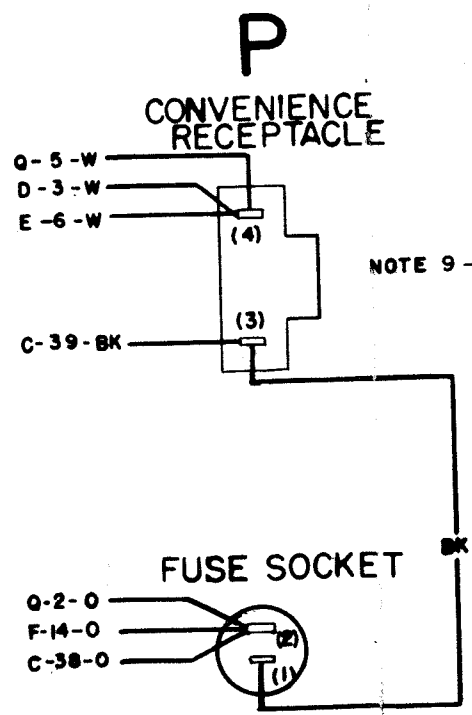 P
CONVENIENCE
RECEPTACLE
Q-5-W
D-3-W
E-6-W
(4)
NOTE 9-
(3)
C-39-BK
BK
FUSE SOCKET
Q-2-O
F-14-O
(2)
C-38-O
(1)